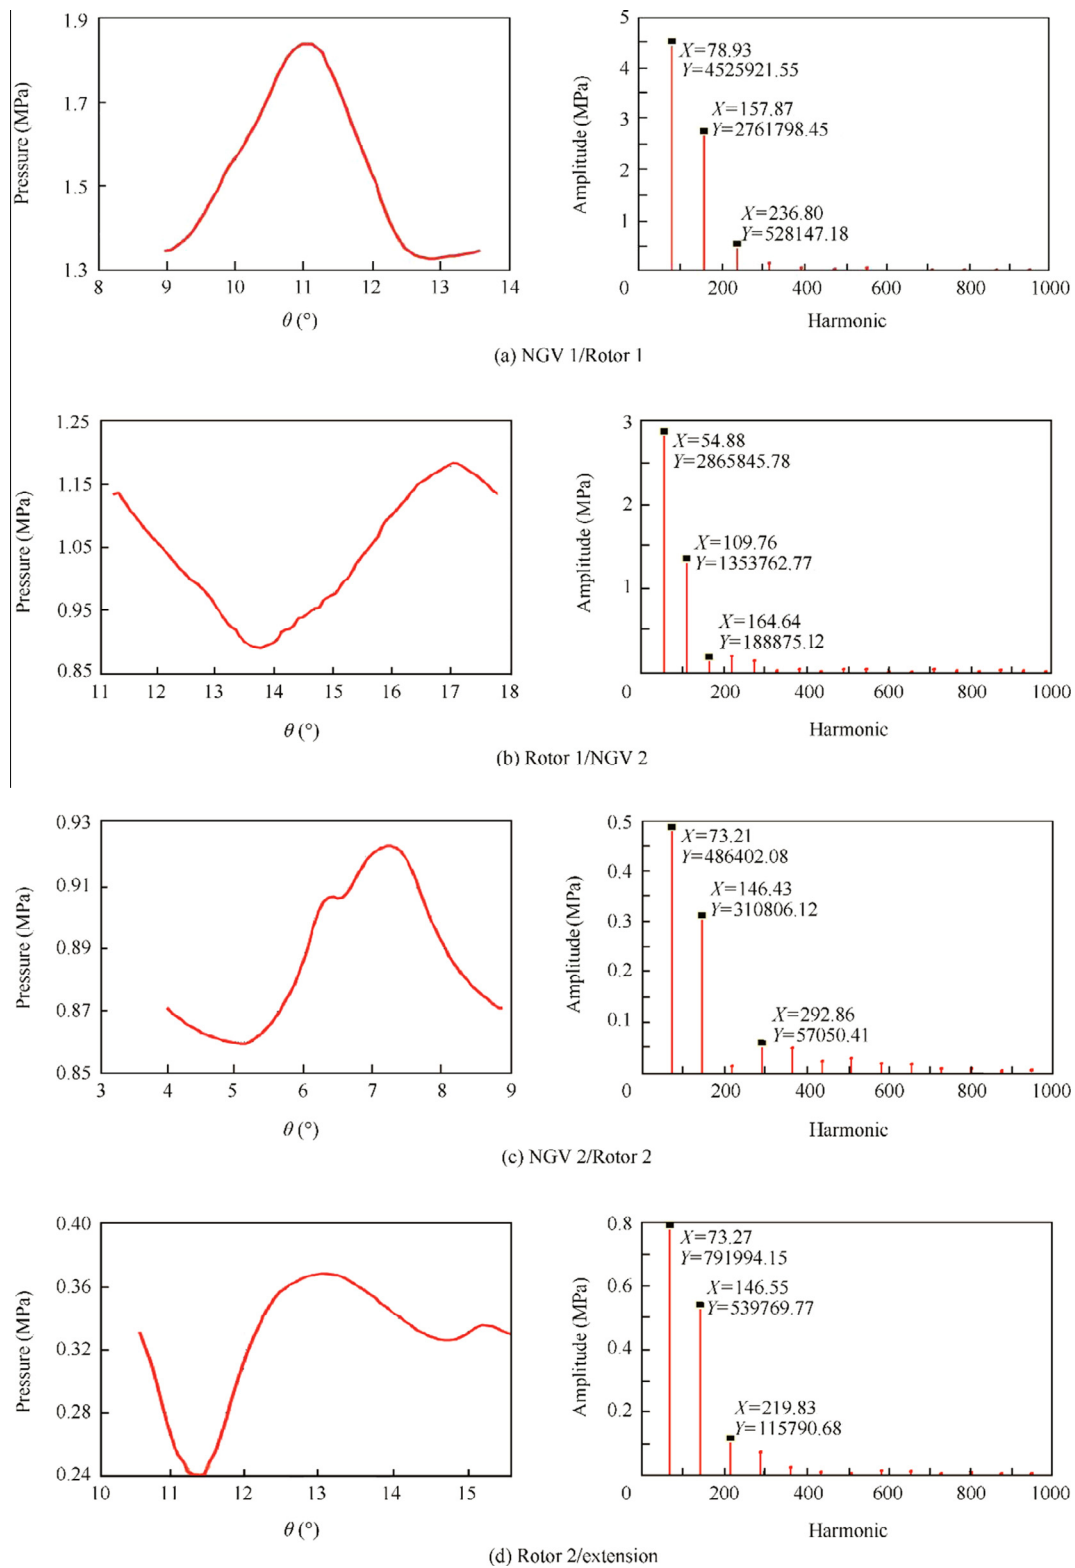 1.9
1.7
1.5
1.3
Pressure (MPa)
8 9 10 11 12 13 14
θ (°)
5
4
3
2
1
0
Amplitude (MPa)
X=78.93
Y=4525921.55
X=157.87
Y=2761798.45
X=236.80
Y=528147.18
200 400 600 800 1000
Harmonic
(a) NGV 1/Rotor 1
1.25
1.15
1.05
0.95
0.85
Pressure (MPa)
11 12 13 14 15 16 17 18
θ (°)
3
2
1
0
Amplitude (MPa)
X=54.88
Y=2865845.78
X=109.76
Y=1353762.77
X=164.64
Y=188875.12
200 400 600 800 1000
Harmonic
(b) Rotor 1/NGV 2
0.93
0.91
0.89
0.87
0.85
Pressure (MPa)
3 4 5 6 7 8 9
θ (°)
0.5
0.4
0.3
0.2
0.1
0
Amplitude (MPa)
X=73.21
Y=486402.08
X=146.43
Y=310806.12
X=292.86
Y=57050.41
200 400 600 800 1000
Harmonic
(c) NGV 2/Rotor 2
0.40
0.36
0.32
0.28
0.24
Pressure (MPa)
10 11 12 13 14 15
θ (°)
0.8
0.6
0.4
0.2
0
Amplitude (MPa)
X=73.27
Y=791994.15
X=146.55
Y=539769.77
X=219.83
Y=115790.68
200 400 600 800 1000
Harmonic
(d) Rotor 2/extension